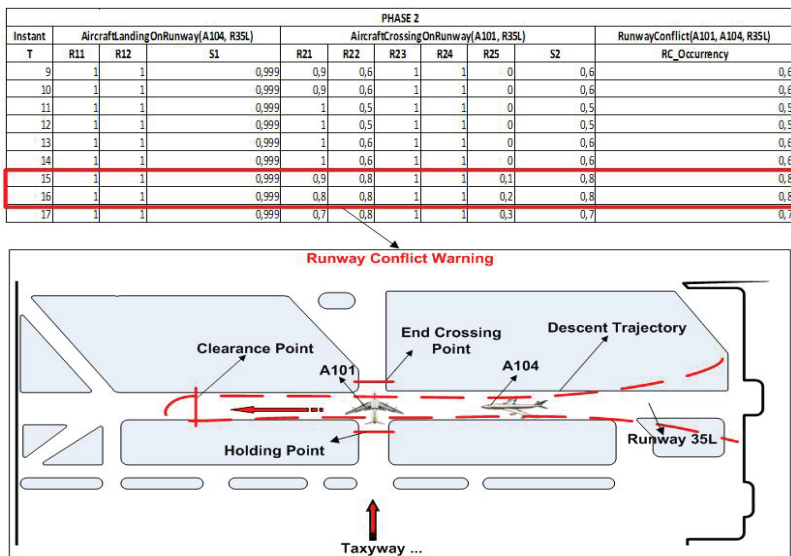 PHASE 2
Instant AircraftLandingOnRunway(A104, R35L) AircraftCrossingOnRunway(A101, R35L) RunwayConflict(A101, A104, R35L)
T R11 R12 S1 R21 R22 R23 R24 R25 S2 RC_Occurrency
9 1 1 0,999 0,9 0,6 1 1 0 0,6 0,6
10 1 1 0,999 0,9 0,6 1 1 0 0,6 0,6
11 1 1 0,999 1 0,5 1 1 0 0,5 0,5
12 1 1 0,999 1 0,5 1 1 0 0,5 0,5
13 1 1 0,999 1 0,6 1 1 0 0,6 0,6
14 1 1 0,999 1 0,6 1 1 0 0,6 0,6
15 1 1 0,999 0,9 0,8 1 1 0,1 0,8 0,8
16 1 1 0,999 0,8 0,8 1 1 0,2 0,8 0,8
17 1 1 0,999 0,7 0,8 1 1 0,3 0,7 0,7
Runway Conflict Warning
Clearance Point
End Crossing
Point
Descent Trajectory
A101
A104
Holding Point
Runway 35L
Taxyway ...